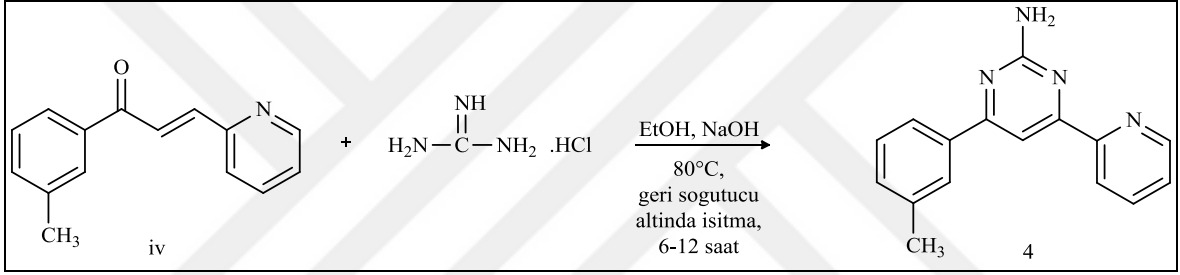 O
CH₃
iv
N
+
NH
H₂N C NH₂ .HCl
EtOH, NaOH
80°C,
geri sogutucu
altinda isitma,
6-12 saat
NH₂
N N
N
CH₃
4